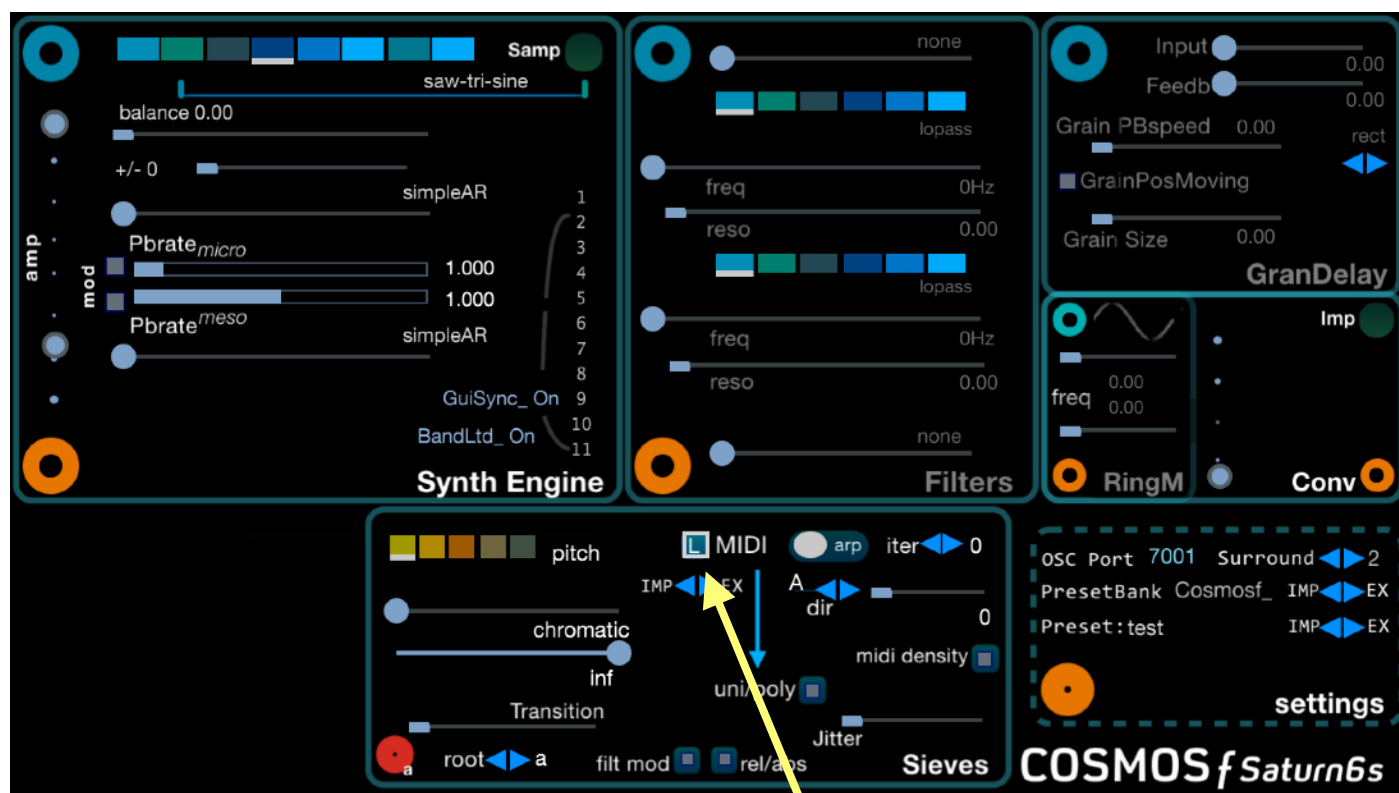 Samp
saw-tri-sine
balance 0.00
+/- 0
simpleAR
amp
mod
Pbratemicro
1.000
1.000
Pbratemeso
simpleAR
1
2
3
4
5
6
7
8
GuiSync_ On 9
10
BandLtd_ On
11
Synth Engine
none
lopass
freq 0Hz
reso 0.00
lopass
freq 0Hz
reso 0.00
none
Filters
Input 0.00
Feedb 0.00
Grain PBspeed 0.00
rect
GrainPosMoving
Grain Size 0.00
GranDelay
0.00
freq 0.00
RingM
Imp
Conv
pitch
L MIDI
arp
iter 0
IMP EX
A
dir
0
chromatic
inf
midi density
uni/poly
Transition
Jitter
a
root a
filt mod
rel/abs
Sieves
OSC Port 7001 Surround 2
PresetBank Cosmosf_ IMP EX
Preset:test IMP EX
settings
COSMOS f Saturn6s